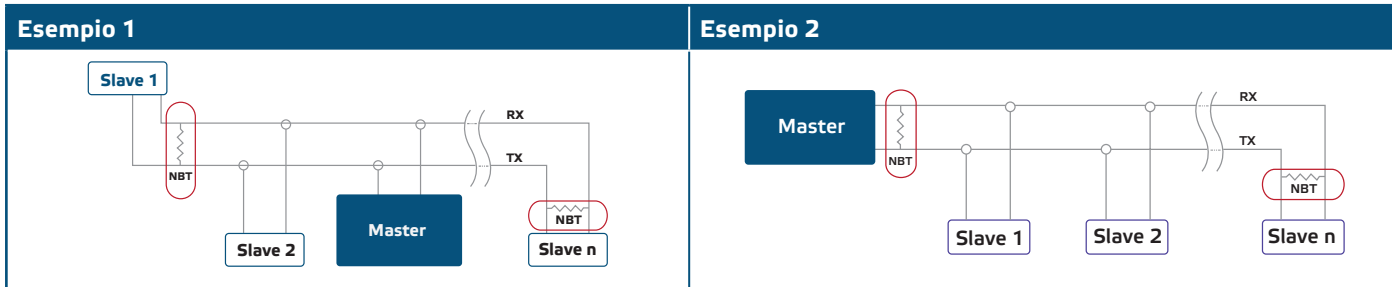 Esempio 1
Slave 1
RX
TX
NBT
NBT
Slave 2
Master
Slave n
Esempio 2
Master
RX
TX
NBT
NBT
Slave 1
Slave 2
Slave n